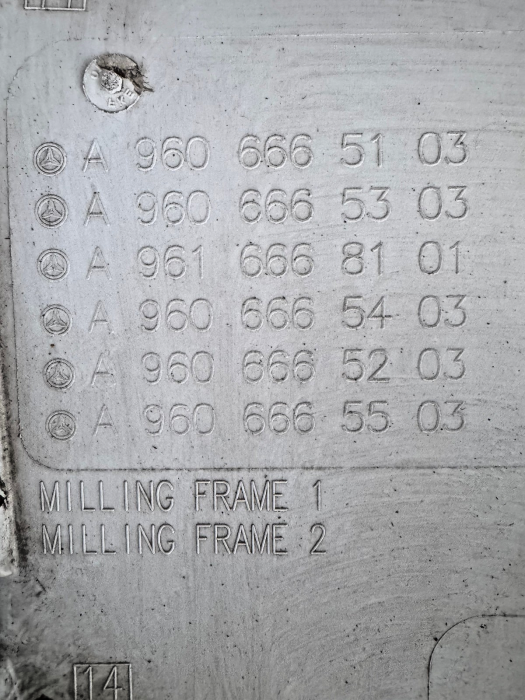 A 960 666 51 03
A 960 666 53 03
A 961 666 81 01
A 960 666 54 03
A 960 666 52 03
A 960 666 55 03
MILLING FRAME 1
MILLING FRAME 2
14